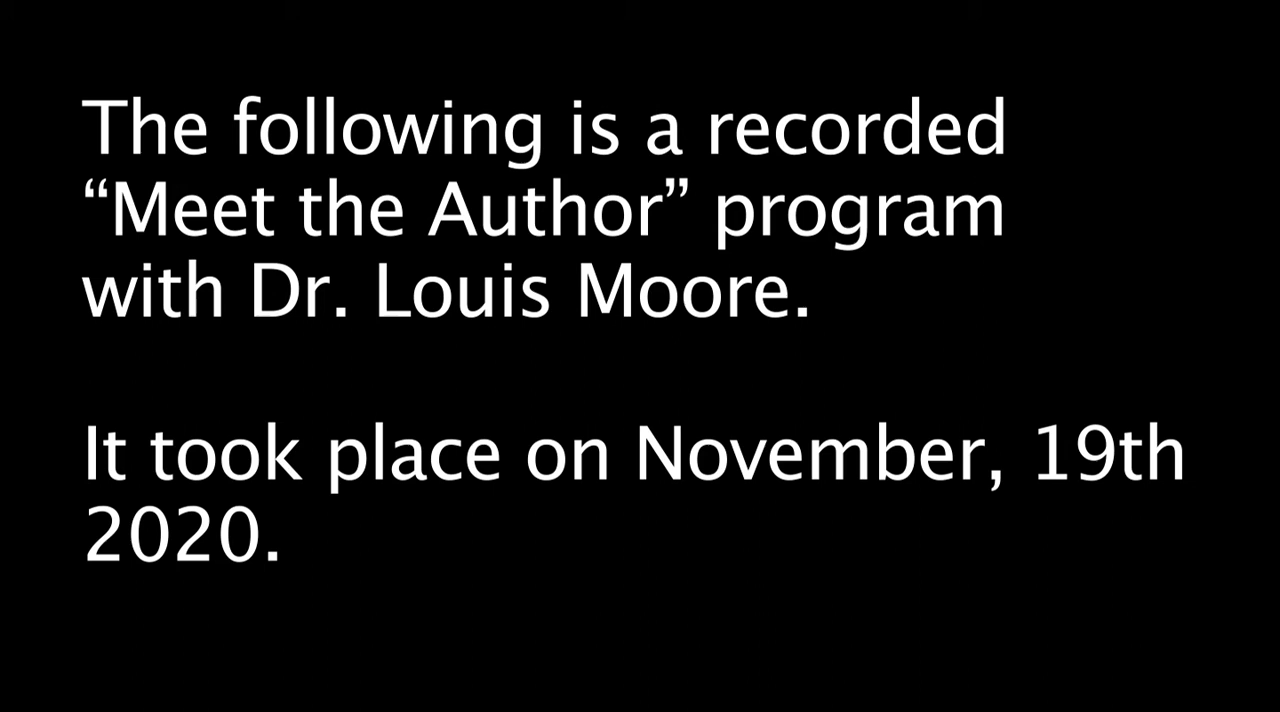 The following is a recorded
“Meet the Author” program
with Dr. Louis Moore.
It took place on November, 19th
2020.